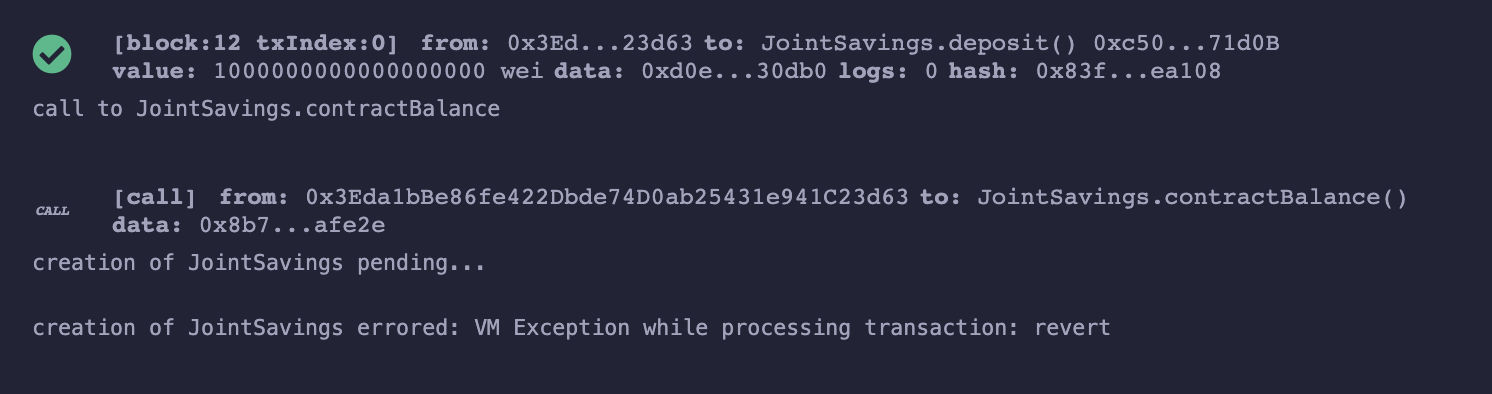 [block:12 txIndex:0] from: 0x3Ed...23d63 to: JointSavings.deposit() 0xc50...71d0B
value: 1000000000000000000 wei data: 0xd0e...30db0 logs: 0 hash: 0x83f...ea108
call to JointSavings.contractBalance
CALL [call] from: 0x3Eda1bBe86fe422Dbde74D0ab25431e941C23d63 to: JointSavings.contractBalance()
data: 0x8b7...afe2e
creation of JointSavings pending...
creation of JointSavings errored: VM Exception while processing transaction: revert